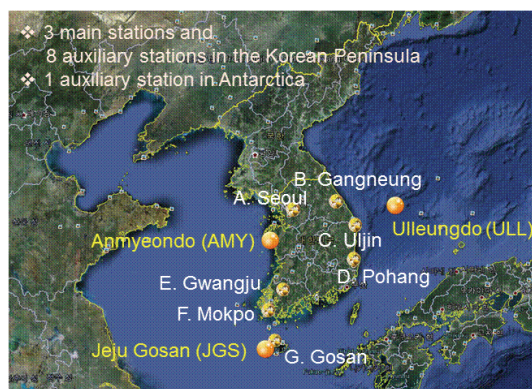 ❖ 3 main stations and
8 auxiliary stations in the Korean Peninsula
❖ 1 auxiliary station in Antarctica
B. Gangneung
A. Seoul
Ulleungdo (ULL)
Anmyeondo (AMY)
C. Uljin
D. Pohang
E. Gwangju
F. Mokpo
Jeju Gosan (JGS)
G. Gosan